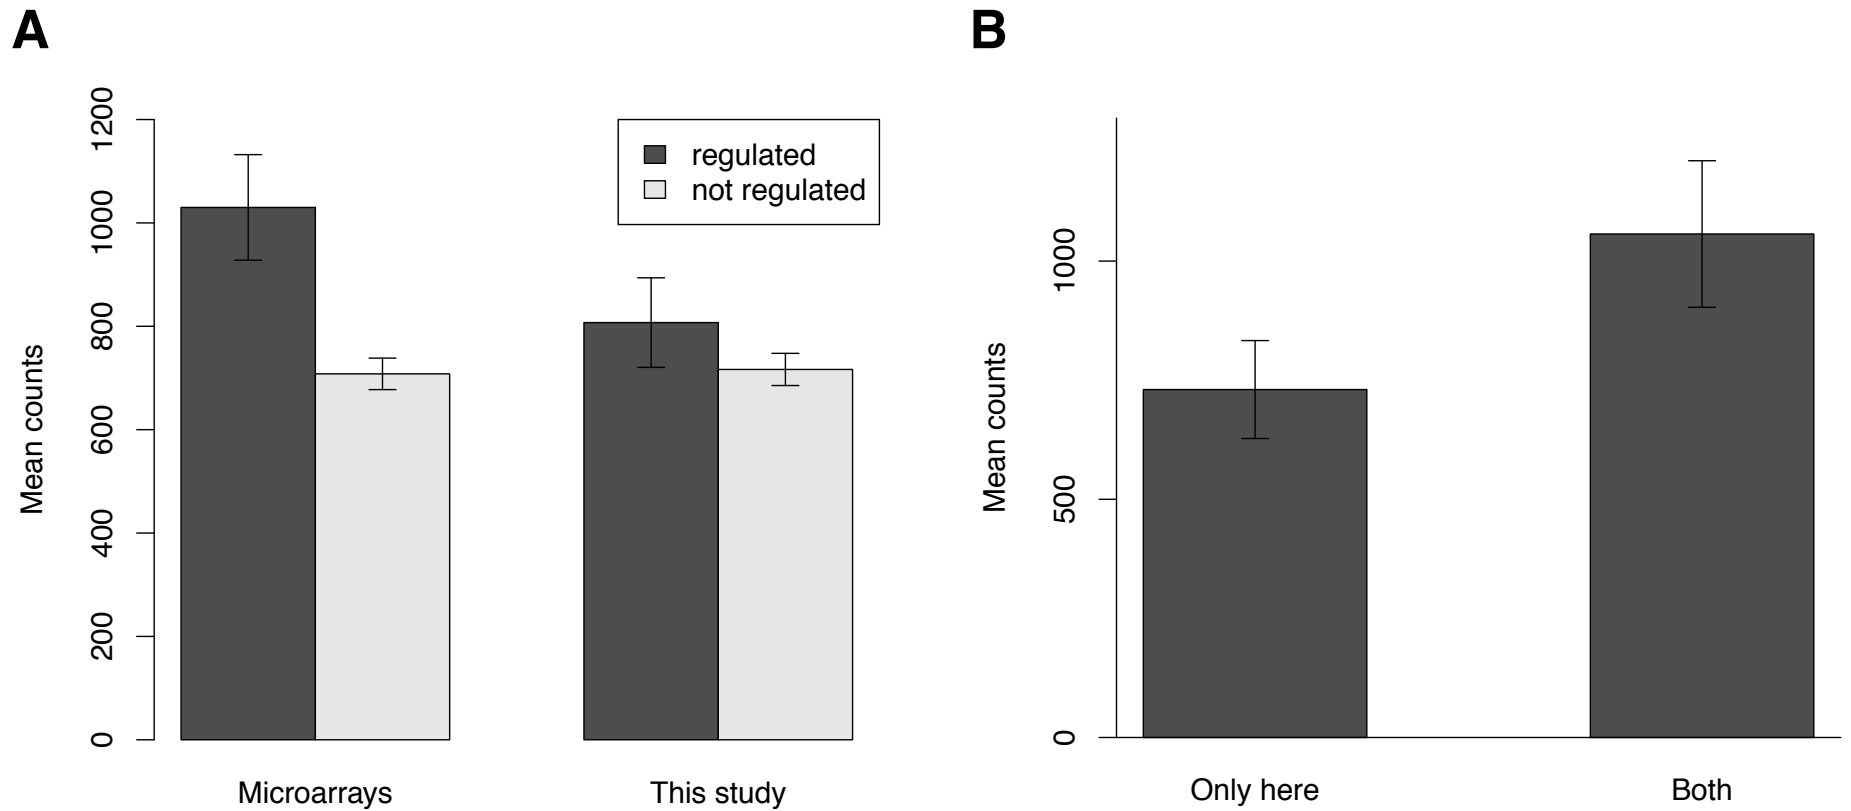 A
Mean counts
1200
1000
800
600
400
200
0
regulated
not regulated
Microarrays
This study
B
Mean counts
1000
500
0
Only here
Both